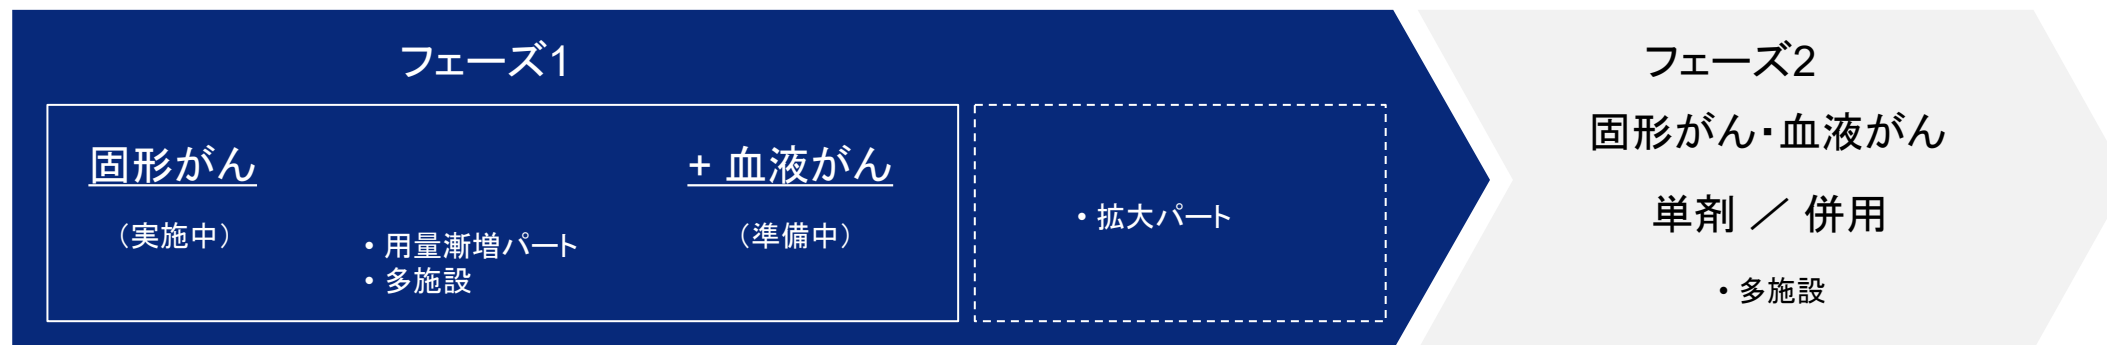 フェーズ1
固形がん
（実施中）
・用量漸増パート
・多施設
+ 血液がん
（準備中）
・拡大パート
フェーズ2
固形がん・血液がん
単剤 ／ 併用
・多施設